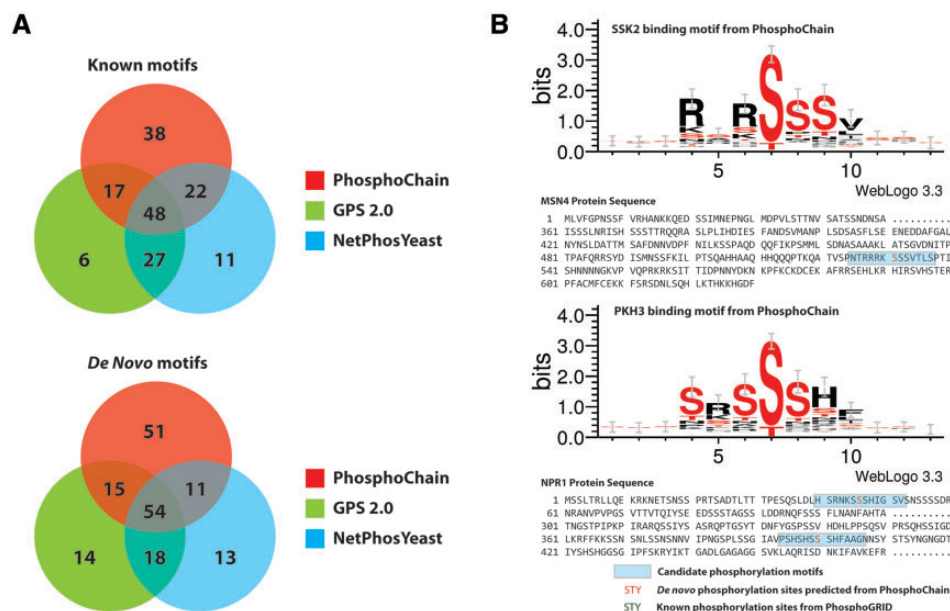 A
Known motifs
38
17
22
48
6
27
11
PhosphoChain
GPS 2.0
NetPhosYeast
De Novo motifs
51
15
11
54
14
18
13
PhosphoChain
GPS 2.0
NetPhosYeast
B
SSK2 binding motif from PhosphoChain
bits
4.0
3.0
2.0
1.0
0.0
R RSSSV
5
10
WebLogo 3.3
MSN4 Protein Sequence
1 MLVFGPNSSF VRHANKKQED SSIMNEPNGL MDPVLSTTNV SATSSNDNSA ..........
361 ISSSLNRISH SSSTTRQQRA SLPLIHDIES FANDSVMANP LSDSASFLSE ENEDDAFGAL
421 NYNSLDATTM SAFDNNVDPF NILKSSPAQD QQFIKPSMML SDNASAAAKL ATSGVDNITP
481 TPAFQRRSYD ISMNSSFKIL PTSQAHHAAQ HHQQQPTKQA TVSPNTRRRK SSSVTLSPTI
541 SHNNNNGKVP VQPRKRKSIT TIDPNNYDKN KPFKCKDCEK AFRRSEHLKR HIRSVHSTER
601 PFACMFCEKK FSRSDNLSQH LKTHKKHGDF
PKH3 binding motif from PhosphoChain
bits
4.0
3.0
2.0
1.0
0.0
SRSSSH
5
10
WebLogo 3.3
NPR1 Protein Sequence
1 MSSLTRLLQE KRKNETSNSS PRTSADTLTT TPESQSLDLH SRNKSSSHIG SVSNSSSSDR
61 NRANVPVPGS VTTVTQIYSE EDSSSTAGSS LDDRNQFSSS FLNANFAHTA ..........
301 TNGSTPIPKP IRARQSSIYS ASRQPTGSYT DNFYGSPSSV HDHLPPSQSV PRSQHSSIGD
361 LKRFFKKSSN SNLSSNSNNV IPNGSPLSSG IAVPSHSHSS SHFAAGNNSY STSYNGNGDT
421 IYSHSHGGSG IPFSKRYIKT GADLGAGAGG SVKLAQRISD NKIFAVKEFR ..........
Candidate phosphorylation motifs
STY De novo phosphorylation sites predicted from PhosphoChain
STY Known phosphorylation sites from PhosphoGRID